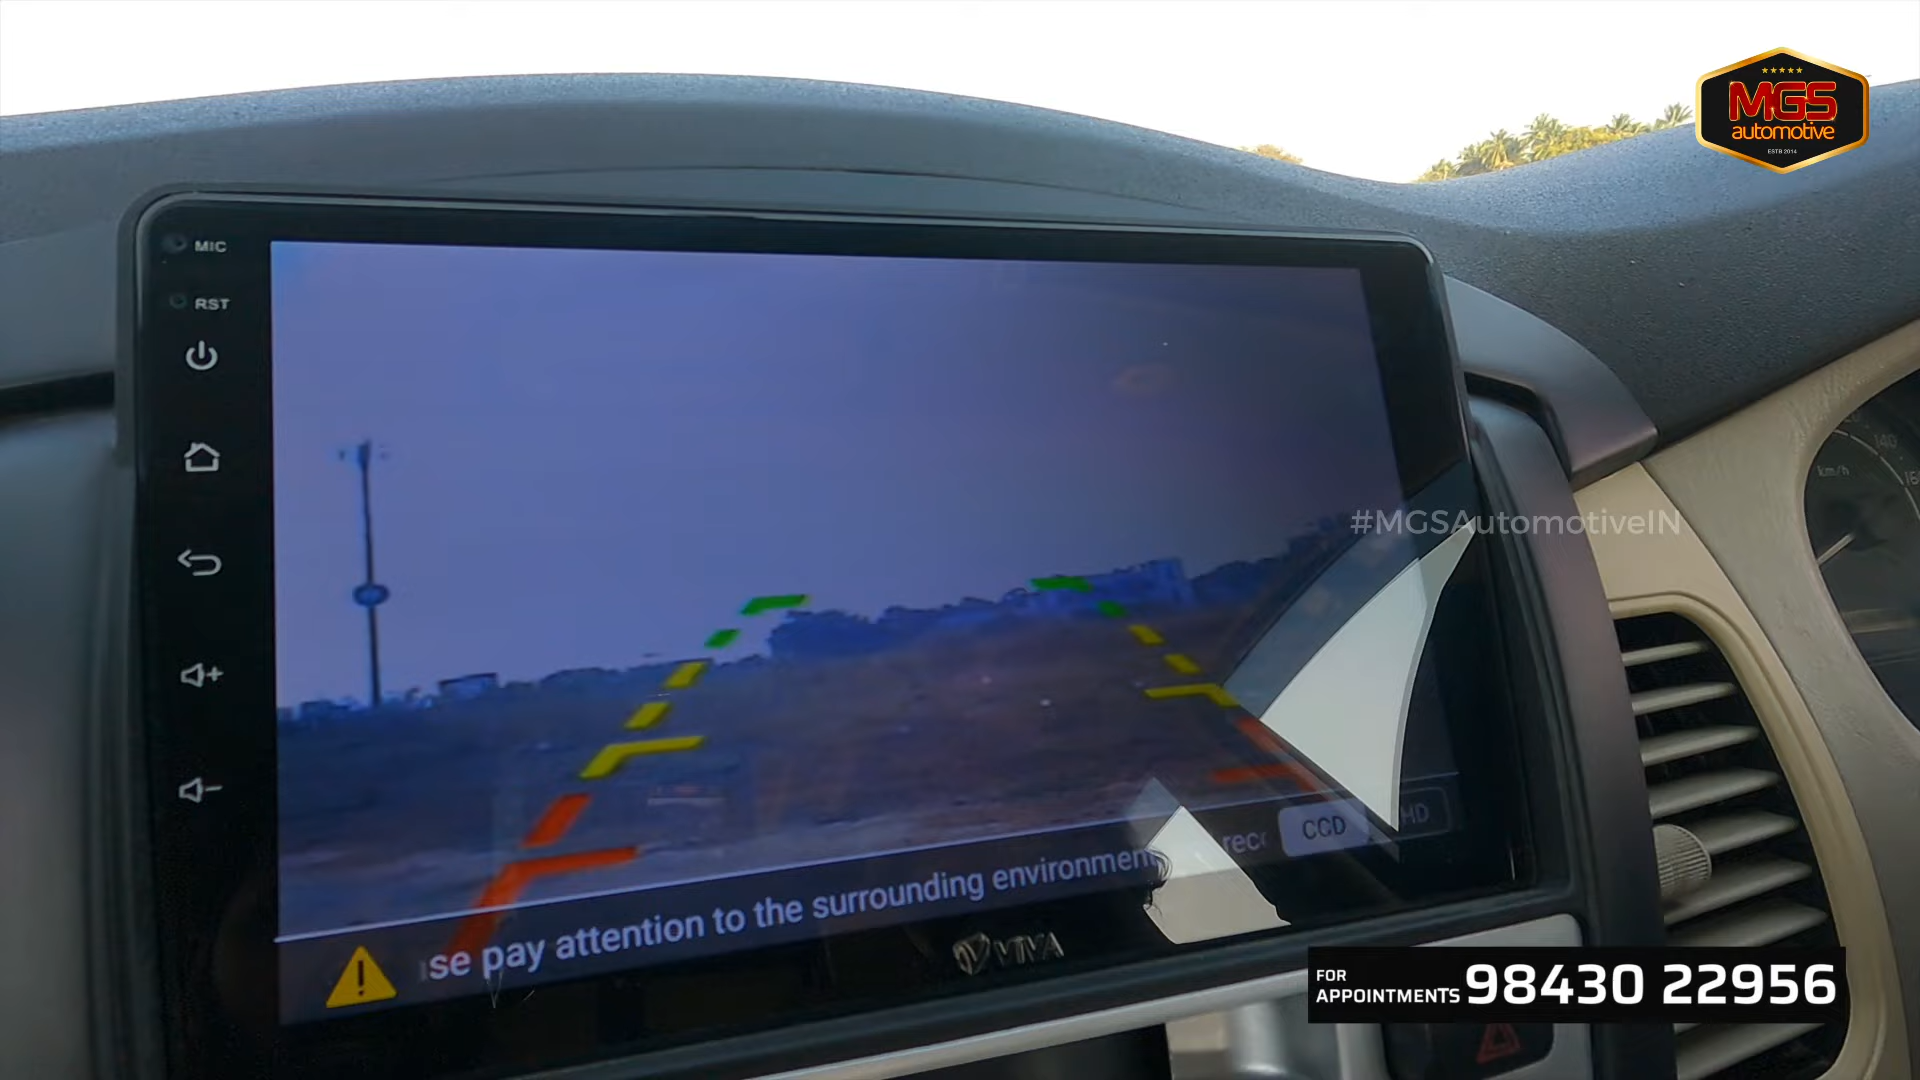 MGS
automotive
ESTB 2014
MIC
RST
140
km/h
#MGSAutomotiveIN
CCD
HD
se pay attention to the surrounding environment
rec
VIVA
FOR
APPOINTMENTS 98430 22956